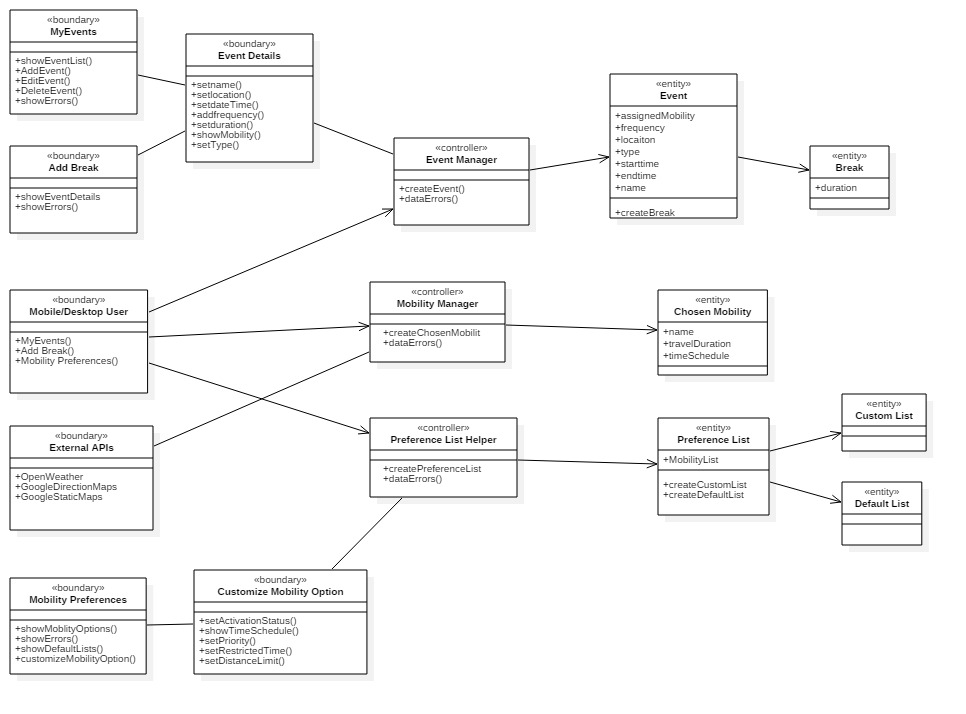 «boundary»
MyEvents
+showEventList()
+AddEvent()
+EditEvent()
+DeleteEvent()
+showErrors()
«boundary»
Event Details
+setname()
+setlocation()
+setdateTime()
+addfrequency()
+setduration()
+showMobility()
+setType()
«boundary»
Add Break
+showEventDetails
+showErrors()
«controller»
Event Manager
+createEvent()
+dataErrors()
«entity»
Event
+assignedMobility
+frequency
+locaiton
+type
+starttime
+endtime
+name
+createBreak
«entity»
Break
+duration
«boundary»
Mobile/Desktop User
+MyEvents()
+Add Break()
+Mobility Preferences()
«controller»
Mobility Manager
+createChosenMobilit
+dataErrors()
«entity»
Chosen Mobility
+name
+travelDuration
+timeSchedule
«boundary»
External APIs
+OpenWeather
+GoogleDirectionMaps
+GoogleStaticMaps
«controller»
Preference List Helper
+createPreferenceList
+dataErrors()
«entity»
Preference List
+MobilityList
+createCustomList
+createDefaultList
«entity»
Custom List
«entity»
Default List
«boundary»
Mobility Preferences
+showMoblityOptions()
+showErrors()
+showDefaultLists()
+customizeMobilityOption()
«boundary»
Customize Mobility Option
+setActivationStatus()
+showTimeSchedule()
+setPriority()
+setRestrictedTime()
+setDistanceLimit()